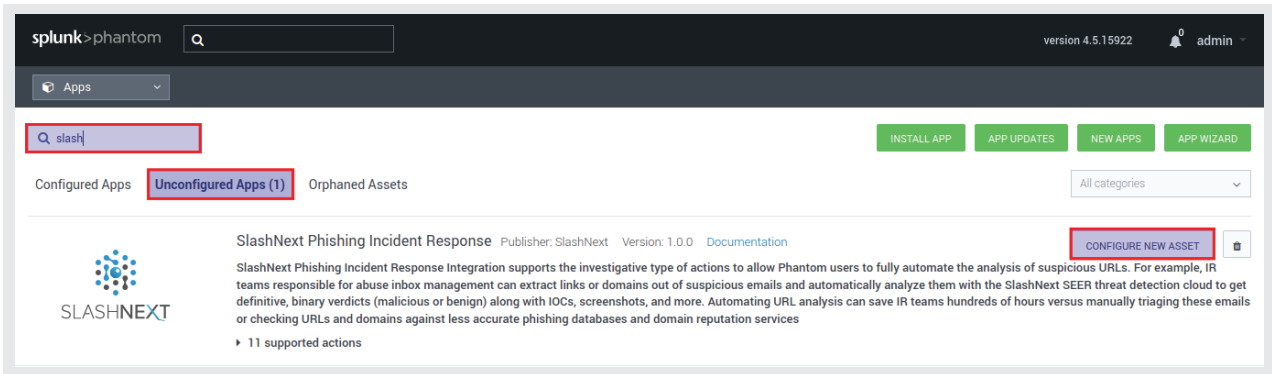 splunk>phantom
version 4.5.15922
0
admin
Apps
slash
INSTALL APP
APP UPDATES
NEW APPS
APP WIZARD
Configured Apps
Unconfigured Apps (1)
Orphaned Assets
All categories
SlashNext Phishing Incident Response Publisher: SlashNext Version: 1.0.0 Documentation
CONFIGURE NEW ASSET
SlashNext Phishing Incident Response Integration supports the investigative type of actions to allow Phantom users to fully automate the analysis of suspicious URLs. For example, IR
teams responsible for abuse inbox management can extract links or domains out of suspicious emails and automatically analyze them with the SlashNext SEER threat detection cloud to get
definitive, binary verdicts (malicious or benign) along with IOCs, screenshots, and more. Automating URL analysis can save IR teams hundreds of hours versus manually triaging these emails
or checking URLs and domains against less accurate phishing databases and domain reputation services
SLASHNEXT
11 supported actions